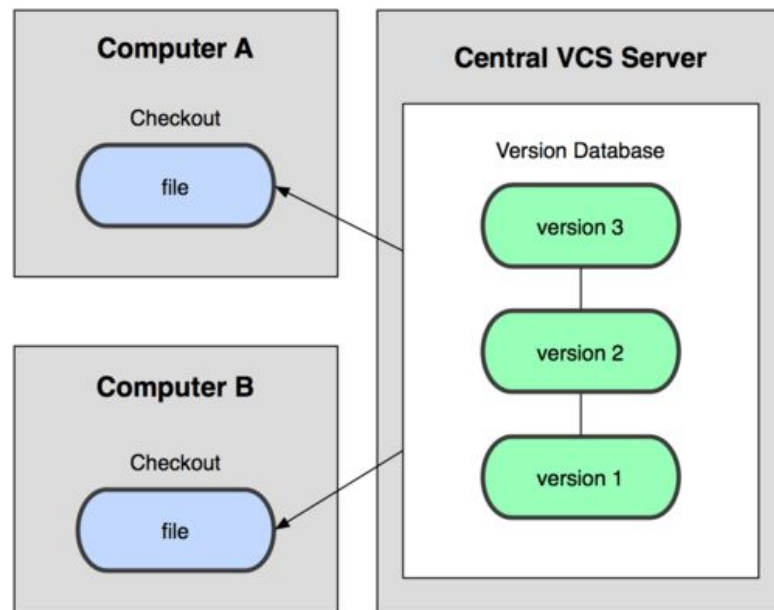 Computer A
Checkout
file
Computer B
Checkout
file
Central VCS Server
Version Database
version 3
version 2
version 1